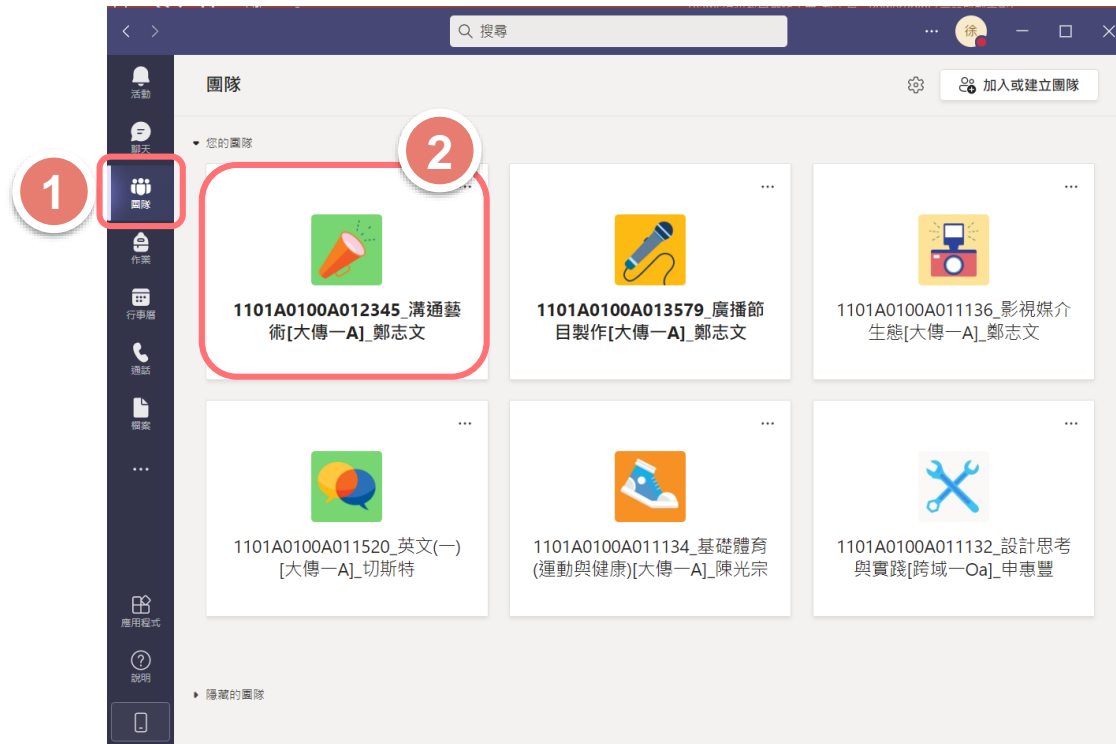 搜尋
...
徐
活動
團隊
加入或建立團隊
聊天
您的團隊
1
2
團隊
作業
行事曆
通話
檔案
...
1101A0100A012345_溝通藝
術[大傳一A]_鄭志文
1101A0100A013579_廣播節
目製作[大傳一A]_鄭志文
1101A0100A011136_影視媒介
生態[大傳一A]_鄭志文
1101A0100A011520_英文(一)
[大傳一A]_切斯特
1101A0100A011134_基礎體育
(運動與健康)[大傳一A]_陳光宗
1101A0100A011132_設計思考
與實踐[跨域一Oa]_申惠豐
應用程式
說明
隱藏的團隊